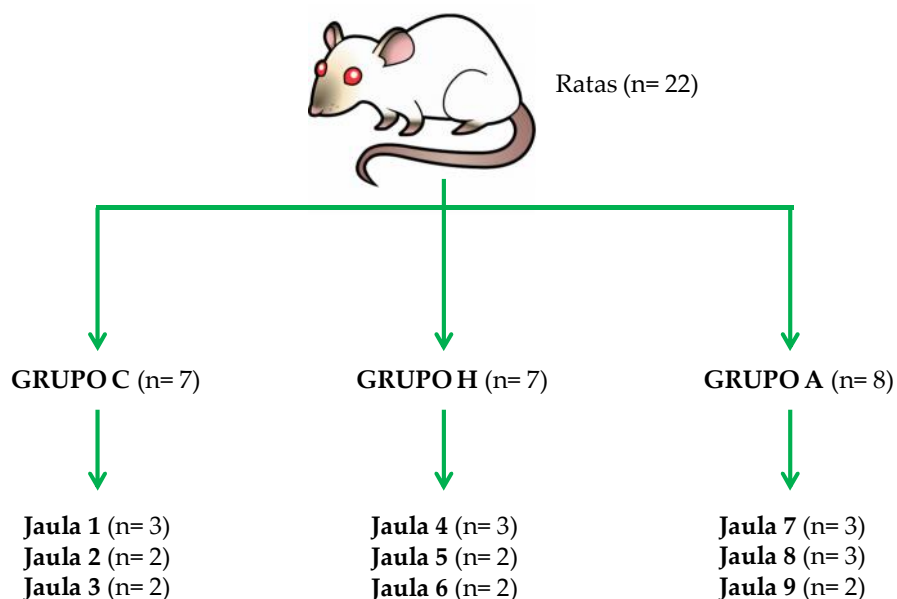 Ratas (n= 22)
GRUPO C (n= 7)
GRUPO H (n= 7)
GRUPO A (n= 8)
Jaula 1 (n= 3)
Jaula 2 (n= 2)
Jaula 3 (n= 2)
Jaula 4 (n= 3)
Jaula 5 (n= 2)
Jaula 6 (n= 2)
Jaula 7 (n= 3)
Jaula 8 (n= 3)
Jaula 9 (n= 2)